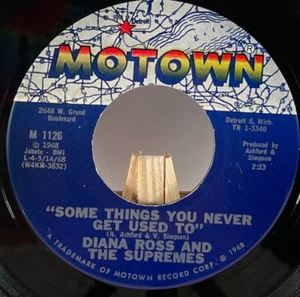 Detroit
MOTOWN®
2648 W. Grand
Boulevard
Detroit 8, Mich.
TR 1-3340
M 1126
℗ 1968
Jobete - BMI
L-4-5/14/68
(W4KM-3832)
Produced by
Ashford &
Simpson
2:23
"SOME THINGS YOU NEVER
GET USED TO"
(N. Ashford & V. Simpson)
DIANA ROSS AND
THE SUPREMES
A TRADEMARK OF MOTOWN RECORD CORP. © 1968